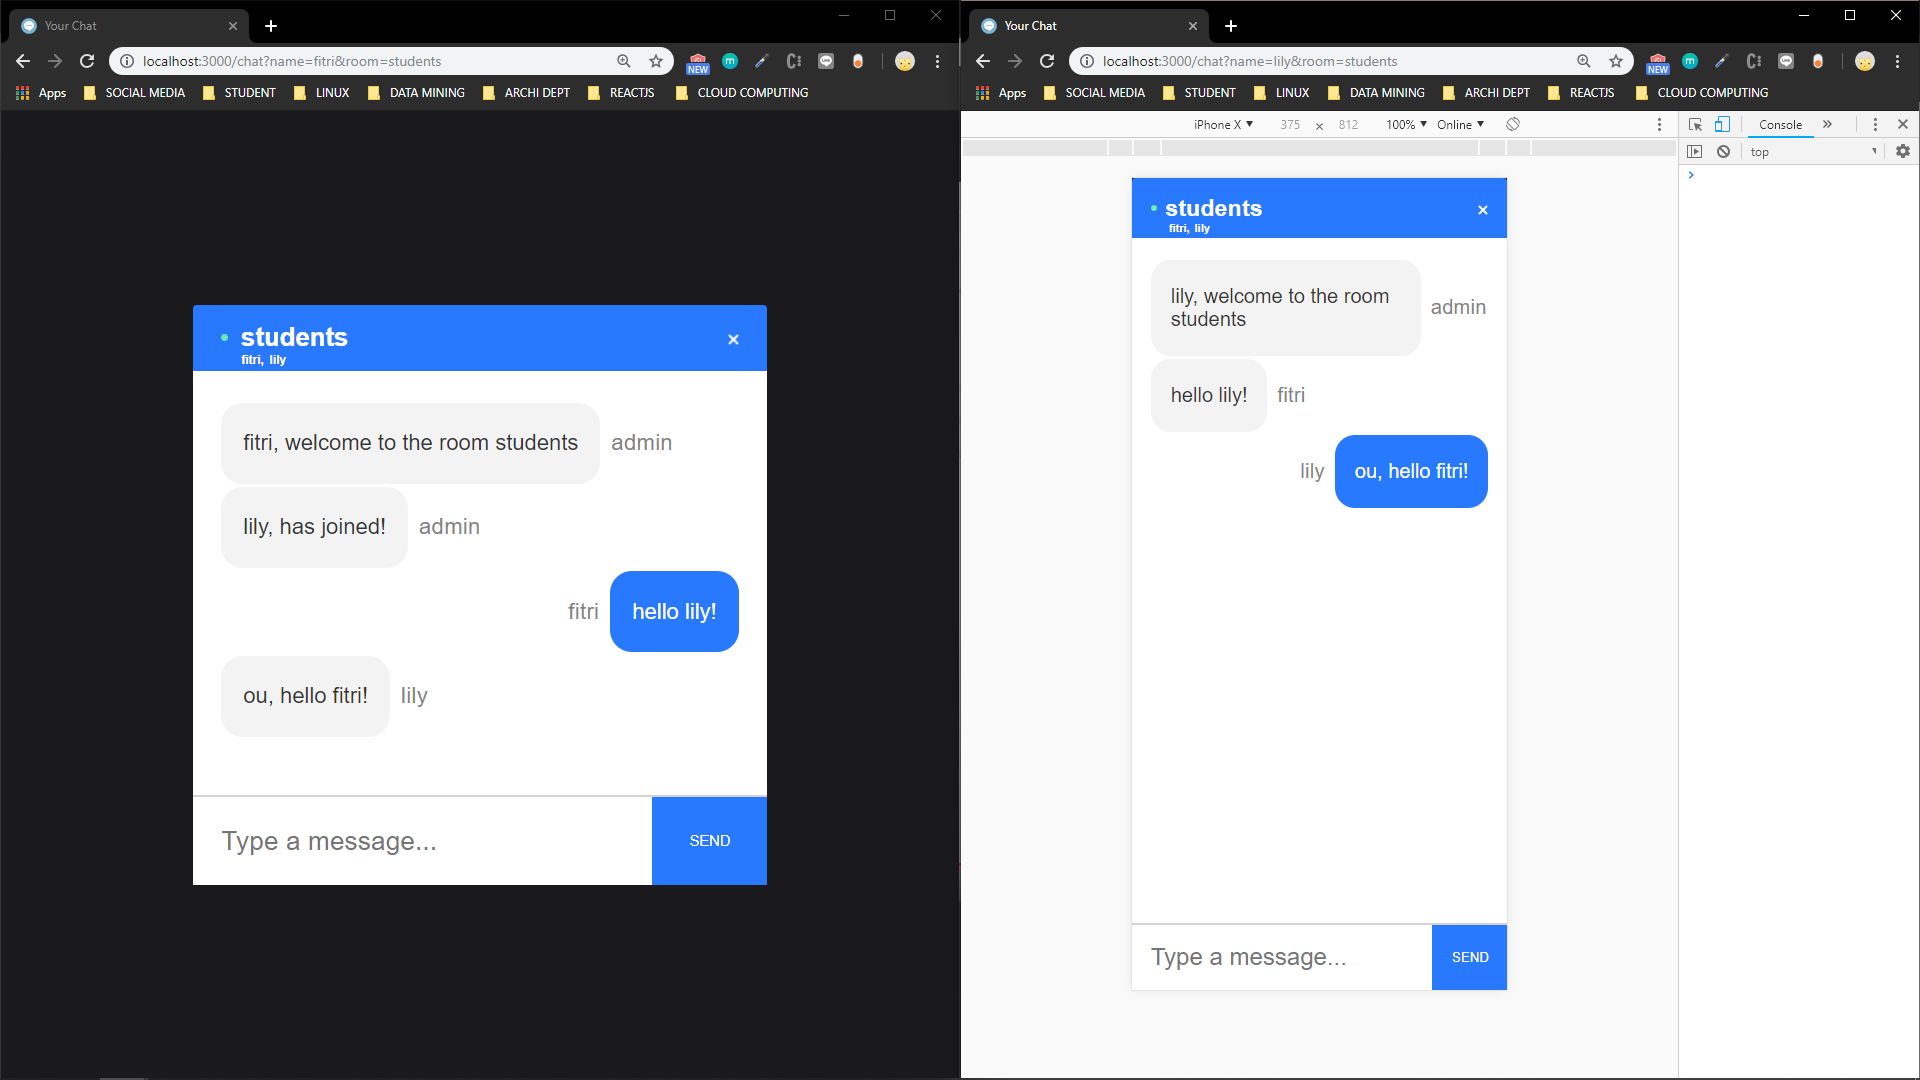 Your Chat
localhost:3000/chat?name=fitri&room=students
NEW
m
Apps
SOCIAL MEDIA
STUDENT
LINUX
DATA MINING
ARCHI DEPT
REACTJS
CLOUD COMPUTING
students
fitri, lily
fitri, welcome to the room students
admin
lily, has joined!
admin
fitri
hello lily!
ou, hello fitri!
lily
Type a message...
SEND
Your Chat
localhost:3000/chat?name=lily&room=students
NEW
m
Apps
SOCIAL MEDIA
STUDENT
LINUX
DATA MINING
ARCHI DEPT
REACTJS
CLOUD COMPUTING
iPhone X
375 x 812
100%
Online
Console
top
students
fitri, lily
lily, welcome to the room
students
admin
hello lily!
fitri
lily
ou, hello fitri!
Type a message...
SEND